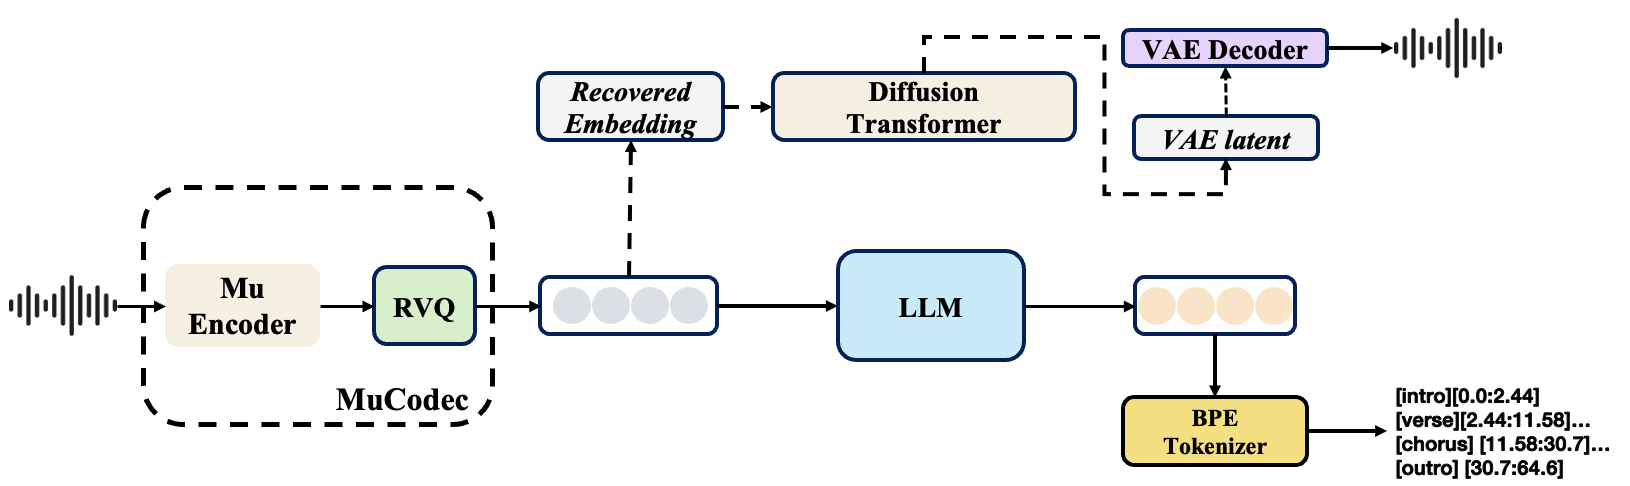 VAE Decoder
Recovered
Embedding
Diffusion
Transformer
VAE latent
Mu
Encoder
RVQ
MuCodec
LLM
BPE
Tokenizer
[intro][0.0:2.44]
[verse][2.44:11.58]...
[chorus] [11.58:30.7]...
[outro] [30.7:64.6]